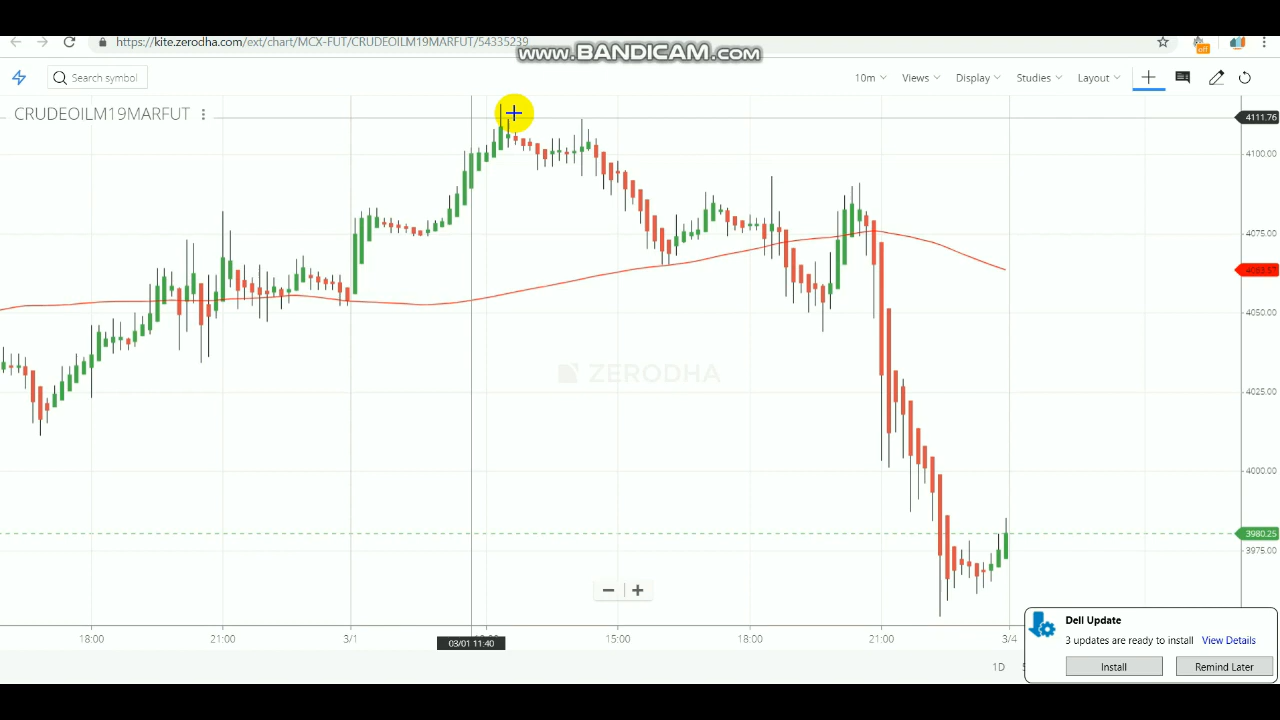 https://kite.zerodha.com/ext/chart/MCX-FUT/CRUDEOILM19MARFUT/54335239
www.BANDICAM.com
off
Search symbol
10m Views Display Studies Layout
CRUDEOILM19MARFUT
4111.76
4100.00
4075.00
4050.00
ZERODHA
4025.00
4000.00
3980.25
3975.00
18:00 21:00 3/1 15:00 18:00 21:00 3/4
03/01 11:40
1D
Dell Update
3 updates are ready to install View Details
Install Remind Later